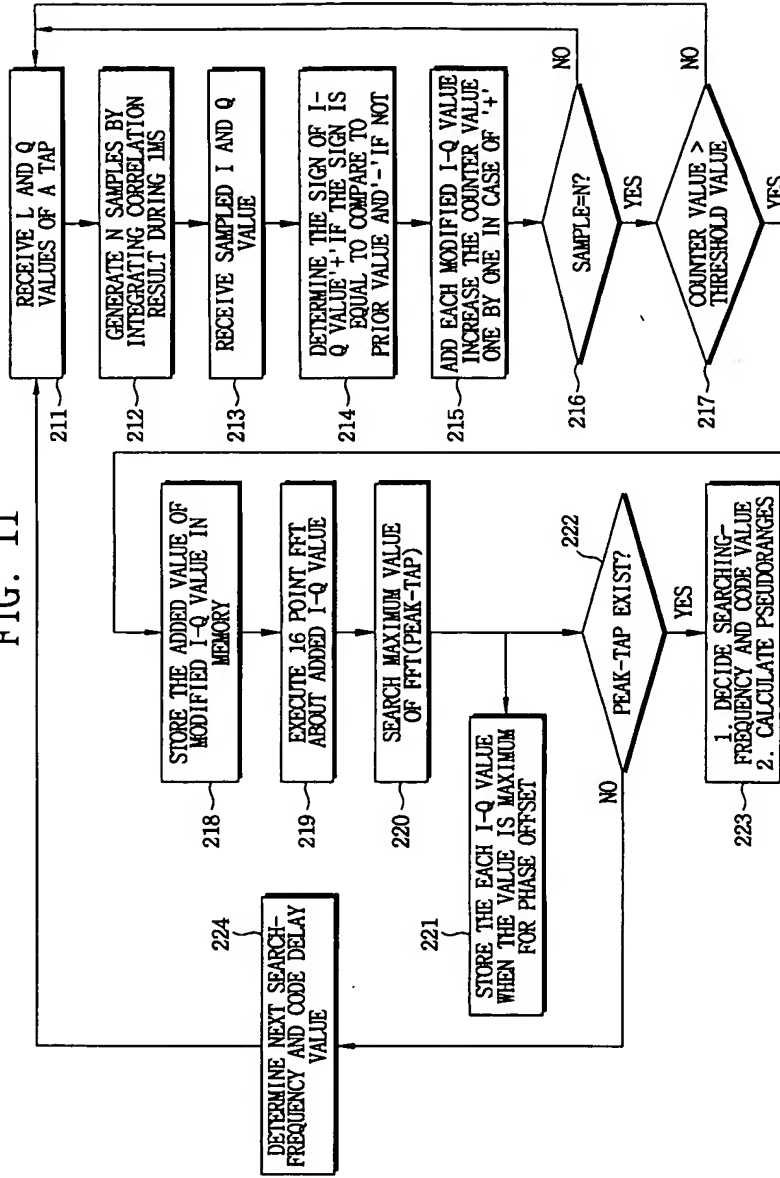 FIG. 11
RECEIVE L AND Q
VALUES OF A TAP
211
GENERATE N SAMPLES BY
INTEGRATING CORRELATION
RESULT DURING 1MS
212
RECEIVE SAMPLED I AND Q
VALUE
213
DETERMINE THE SIGN OF I-
Q VALUE'+'IF THE SIGN IS
EQUAL TO COMPARE TO
PRIOR VALUE AND'-'IF NOT
214
ADD EACH MODIFIED I-Q VALUE
INCREASE THE COUNTER VALUE
ONE BY ONE IN CASE OF '+'
215
SAMPLE=N?
216
NO
YES
COUNTER VALUE >
THRESHOLD VALUE
217
NO
YES
STORE THE ADDED VALUE OF
MODIFIED I-Q VALUE IN
MEMORY
218
EXECUTE 16 POINT FFT
ABOUT ADDED I-Q VALUE
219
SEARCH MAXIMUM VALUE
OF FFT(PEAK-TAP)
220
STORE THE EACH I-Q VALUE
WHEN THE VALUE IS MAXIMUM
FOR PHASE OFFSET
221
PEAK-TAP EXIST?
222
NO
YES
1. DECIDE SEARCHING-
FREQUENCY AND CODE VALUE
2. CALCULATE PSEUDORANGES
223
DETERMINE NEXT SEARCH-
FREQUENCY AND CODE DELAY
VALUE
224